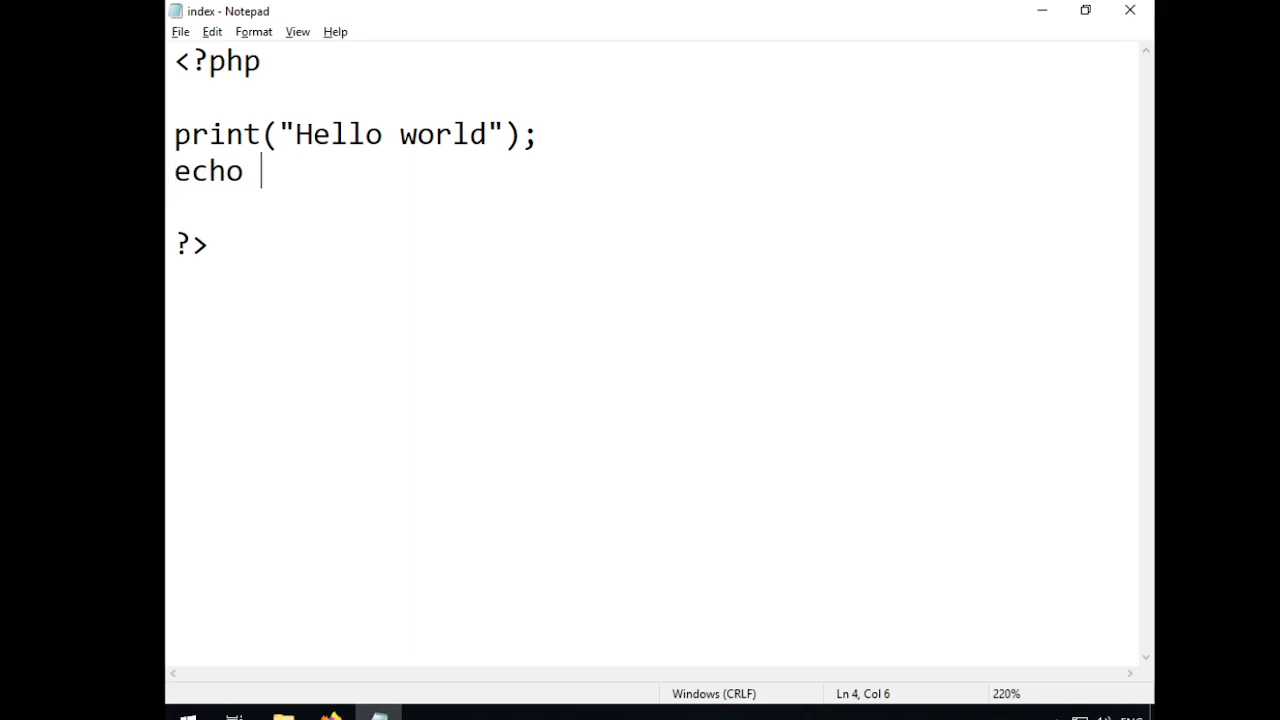 index - Notepad
File Edit Format View Help
<?php
print("Hello world");
echo
?>
Windows (CRLF) Ln 4, Col 6 220%
ENG